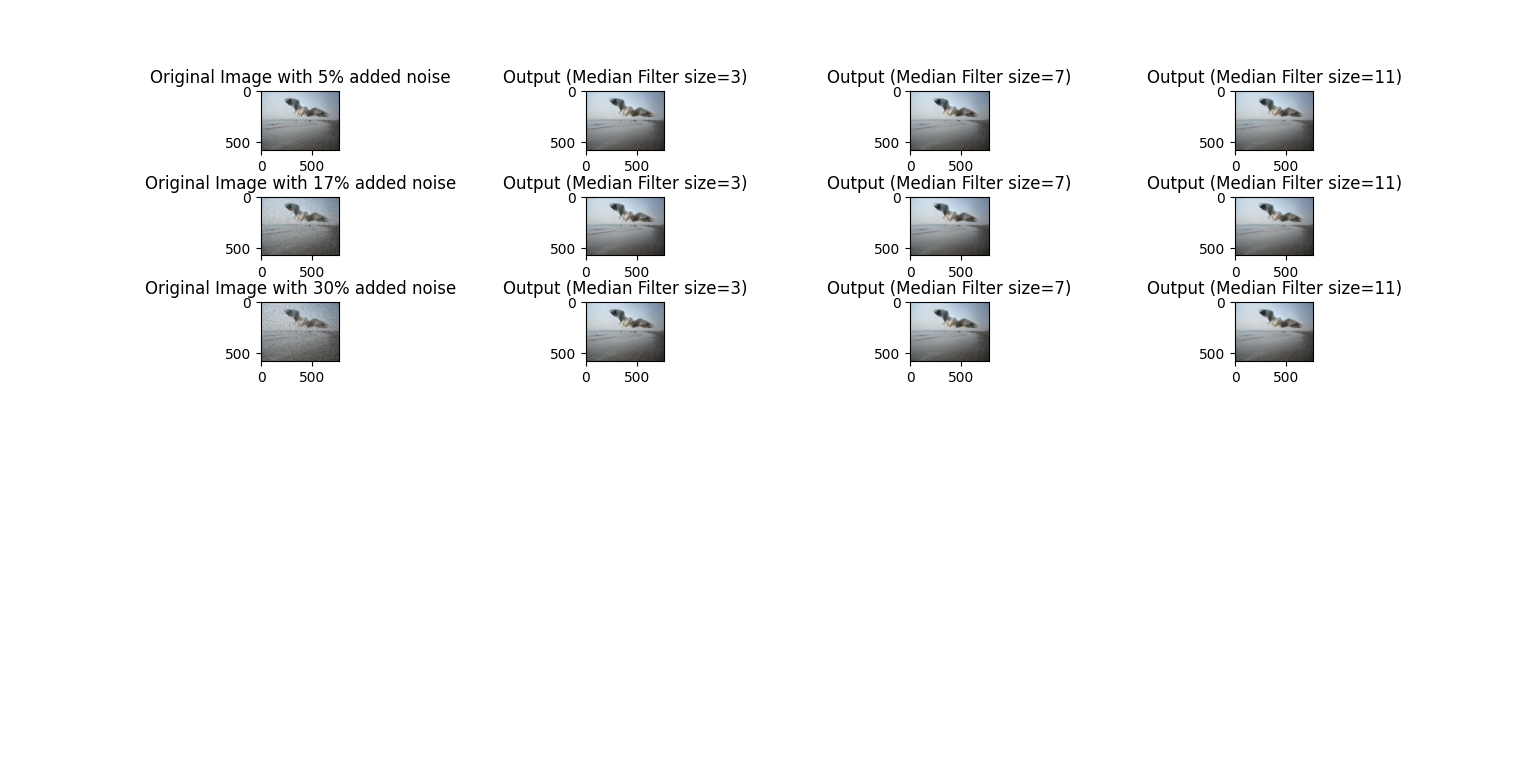 Original Image with 5% added noise Output (Median Filter size=3) Output (Median Filter size=7) Output (Median Filter size=11)
0 0 0 0
500 500 500 500
0 500 0 500 0 500 0 500
Original Image with 17% added noise Output (Median Filter size=3) Output (Median Filter size=7) Output (Median Filter size=11)
0 0 0 0
500 500 500 500
0 500 0 500 0 500 0 500
Original Image with 30% added noise Output (Median Filter size=3) Output (Median Filter size=7) Output (Median Filter size=11)
0 0 0 0
500 500 500 500
0 500 0 500 0 500 0 500